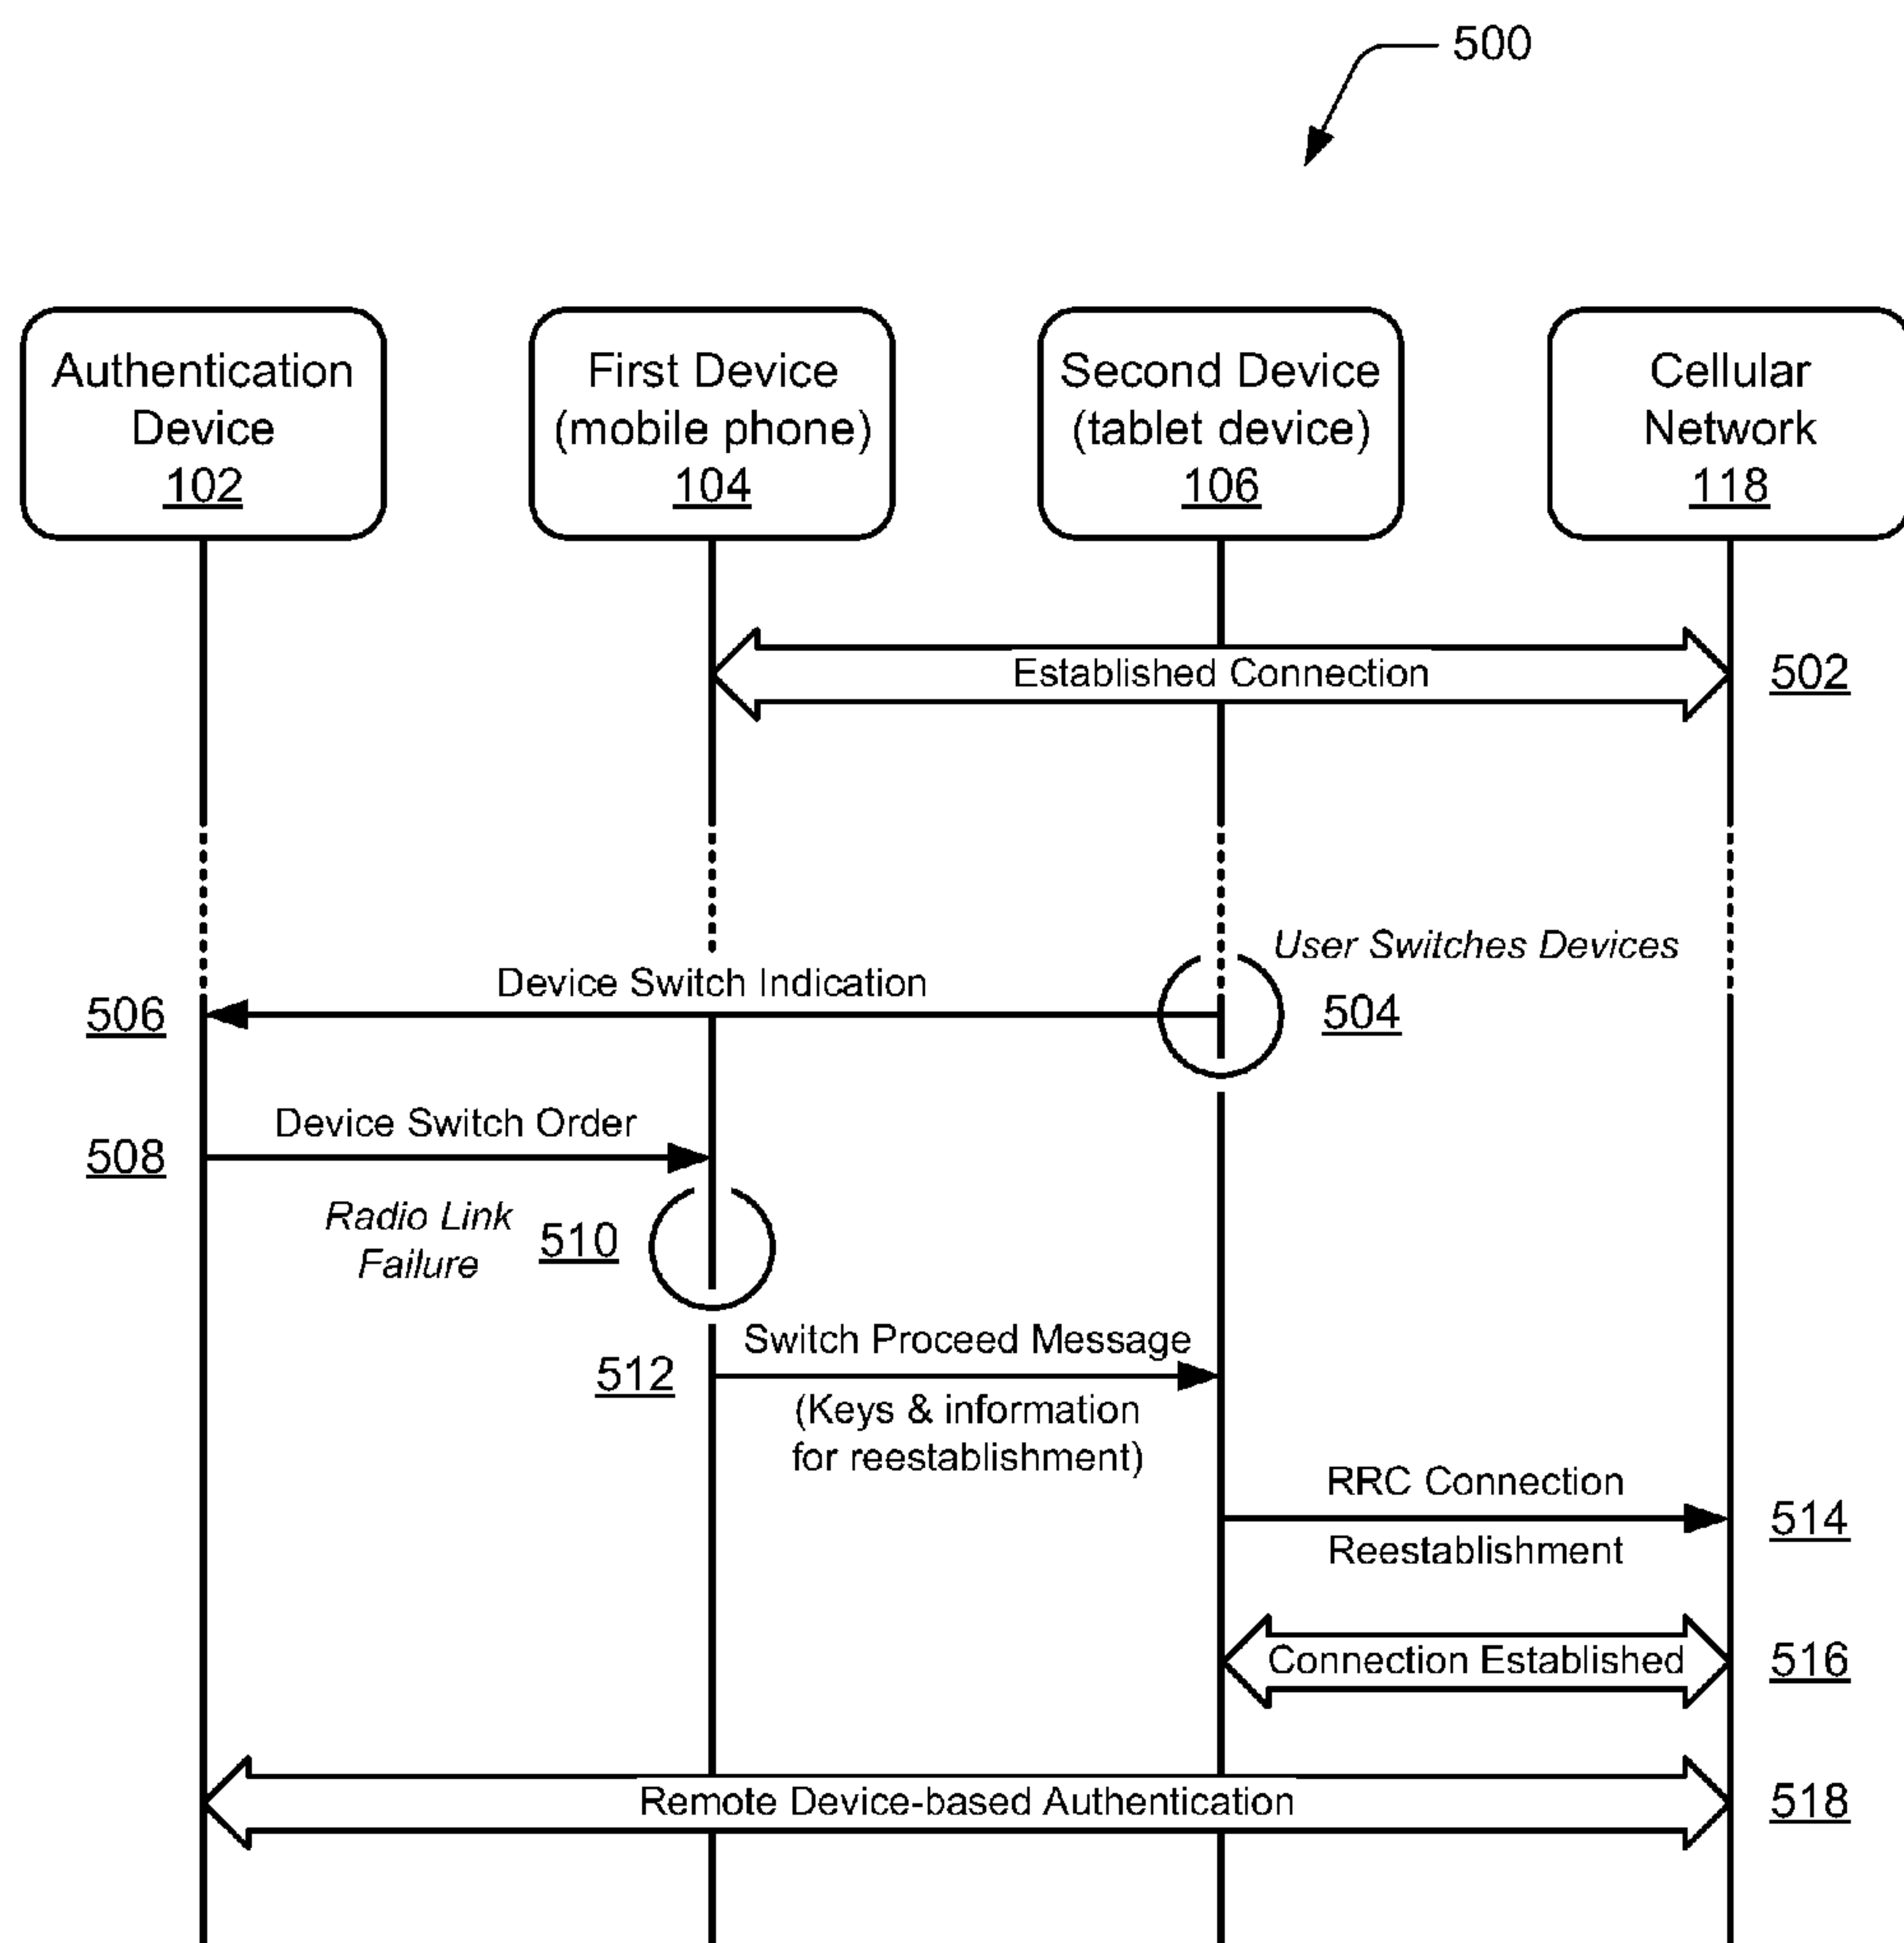 500
Authentication
Device
102
First Device
(mobile phone)
104
Second Device
(tablet device)
106
Cellular
Network
118
Established Connection
502
User Switches Devices
504
Device Switch Indication
506
Device Switch Order
508
Radio Link
Failure
510
Switch Proceed Message
512
(Keys & information
for reestablishment)
RRC Connection
514
Reestablishment
Connection Established
516
Remote Device-based Authentication
518